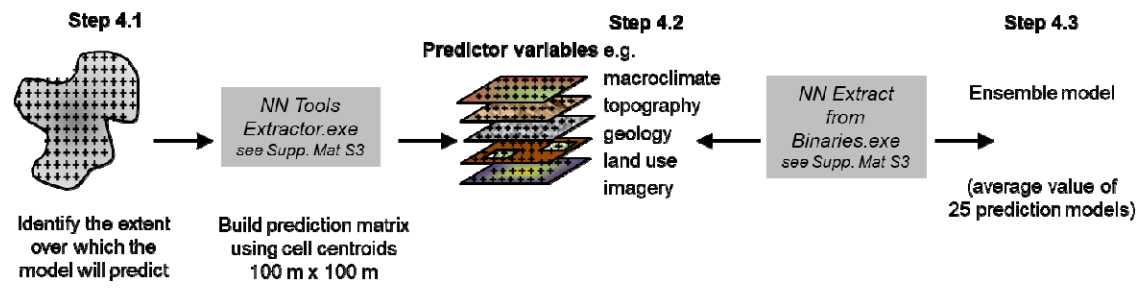 Step 4.1
Identify the extent
over which the
model will predict
NN Tools
Extractor.exe
see Supp. Mat S3
Build prediction matrix
using cell centroids
100 m x 100 m
Step 4.2
Predictor variables e.g.
macroclimate
topography
geology
land use
imagery
NN Extract
from
Binaries.exe
see Supp. Mat S3
Step 4.3
Ensemble model
(average value of
25 prediction models)